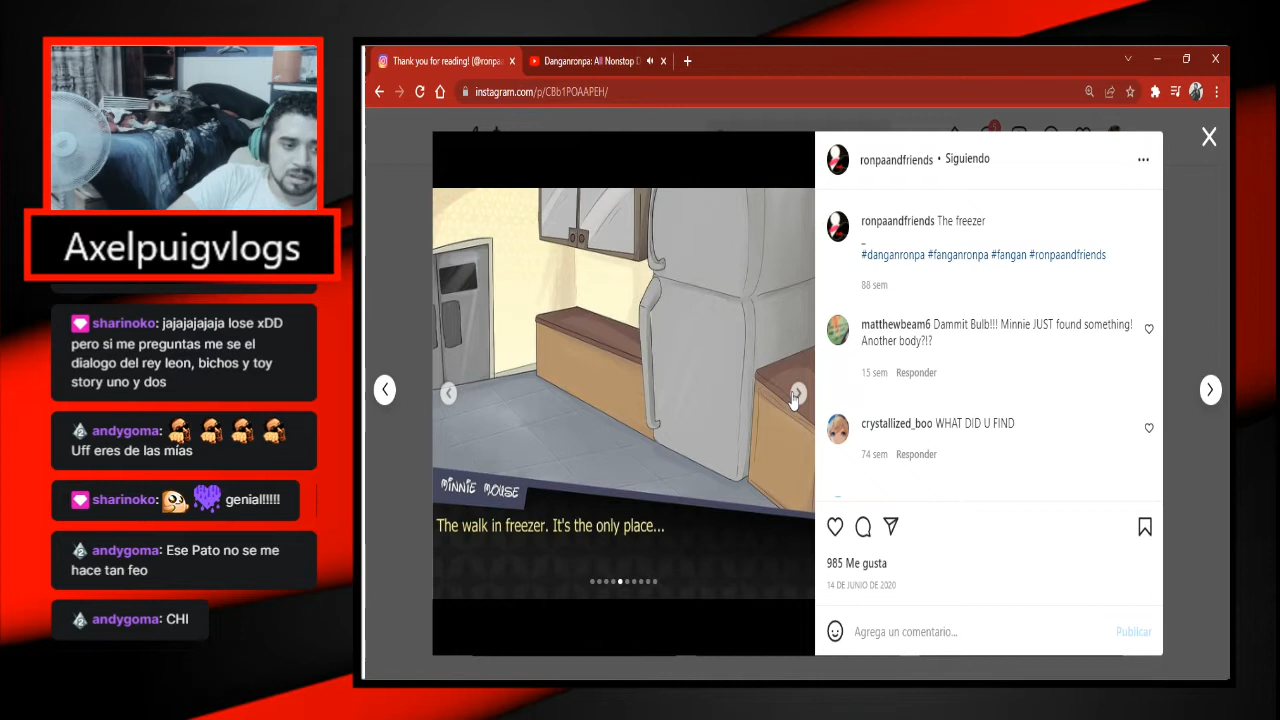 Axelpuigvlogs
sharinoko: jajajajajaja lose xDD
pero si me preguntas me se el
dialogo del rey leon, bichos y toy
story uno y dos
andygoma:
Uff eres de las mías
sharinoko: genial!!!!!
andygoma: Ese Pato no se me
hace tan feo
andygoma: CHI
Thank you for reading! (@ronpa
Danganronpa: All Nonstop D
instagram.com/p/CBb1POAAPEH/
MINNIE MOUSE
The walk in freezer. It's the only place...
ronpaandfriends • Siguiendo
ronpaandfriends The freezer
_
#danganronpa #fanganronpa #fangan #ronpaandfriends
88 sem
matthewbeam6 Dammit Bulb!!! Minnie JUST found something!
Another body?!?
15 sem Responder
crystallized_boo WHAT DID U FIND
74 sem Responder
985 Me gusta
14 DE JUNIO DE 2020
Agrega un comentario... Publicar